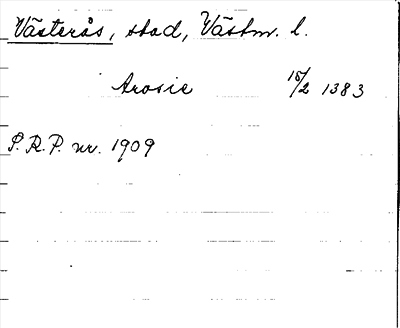 Västerås, stad, Västm. l.
Arosie 15/2 1383
S.R.P. nr. 1909